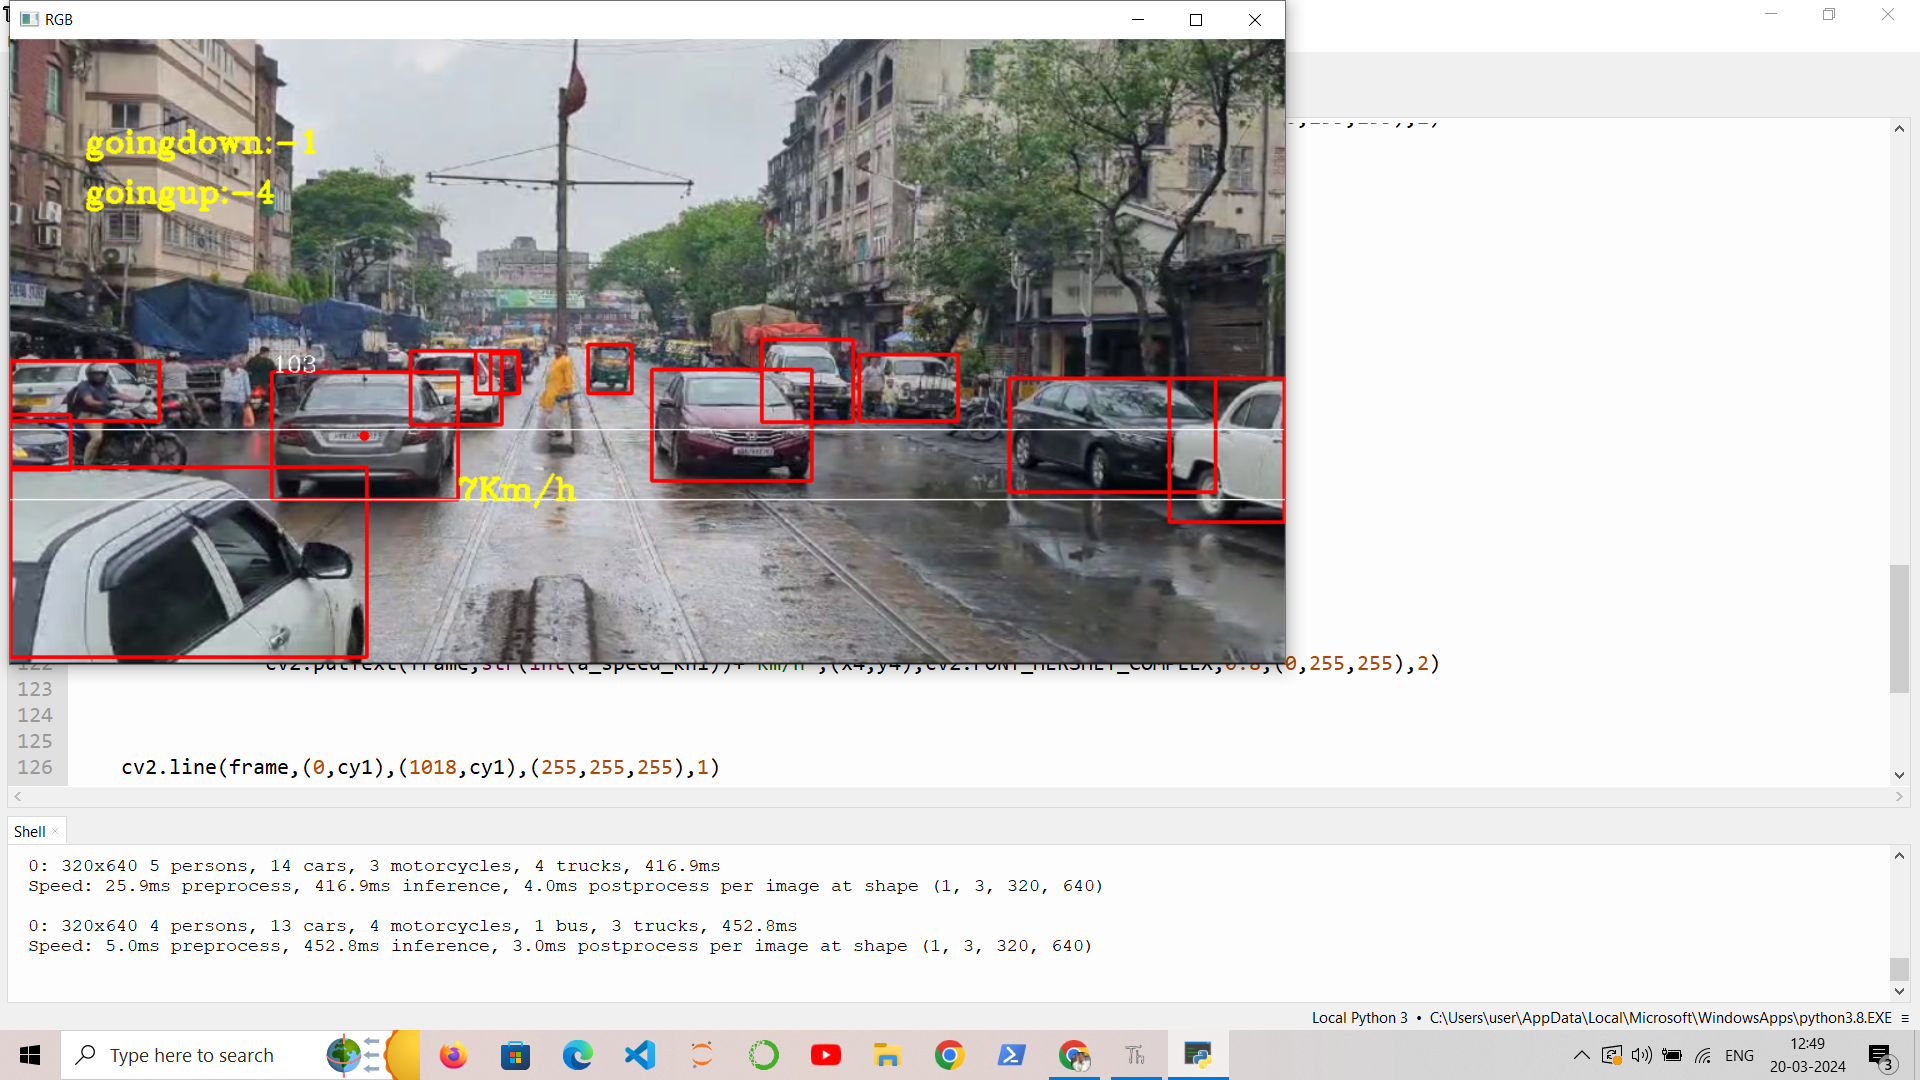 RGB
goingdown:-1
goingup:-4
103
7Km/h
123
124
125
126
cv2.line(frame,(0,cy1),(1018,cy1),(255,255,255),1)
Shell
0: 320x640 5 persons, 14 cars, 3 motorcycles, 4 trucks, 416.9ms
Speed: 25.9ms preprocess, 416.9ms inference, 4.0ms postprocess per image at shape (1, 3, 320, 640)
0: 320x640 4 persons, 13 cars, 4 motorcycles, 1 bus, 3 trucks, 452.8ms
Speed: 5.0ms preprocess, 452.8ms inference, 3.0ms postprocess per image at shape (1, 3, 320, 640)
Local Python 3 • C:\Users\user\AppData\Local\Microsoft\WindowsApps\python3.8.EXE ≡
Type here to search
Th
ENG
12:49
20-03-2024
3